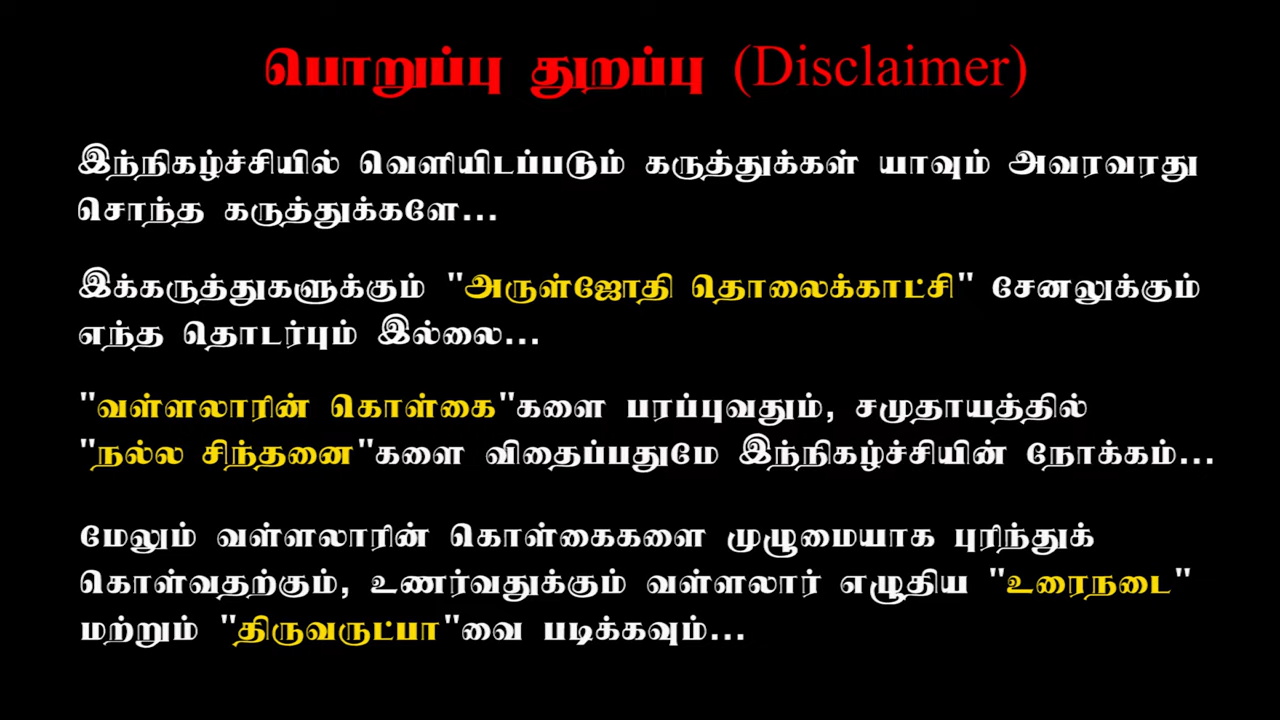 பொறுப்பு துறப்பு (Disclaimer)
இந்நிகழ்ச்சியில் வெளியிடப்படும் கருத்துக்கள் யாவும் அவரவரது
சொந்த கருத்துக்களே...
இக்கருத்துகளுக்கும் "அருள்ஜோதி தொலைக்காட்சி" சேனலுக்கும்
எந்த தொடர்பும் இல்லை...
"வள்ளலாரின் கொள்கை"களை பரப்புவதும், சமுதாயத்தில்
"நல்ல சிந்தனை"களை விதைப்பதுமே இந்நிகழ்ச்சியின் நோக்கம்...
மேலும் வள்ளலாரின் கொள்கைகளை முழுமையாக புரிந்துக்
கொள்வதற்கும், உணர்வதுக்கும் வள்ளலார் எழுதிய "உரைநடை"
மற்றும் "திருவருட்பா"வை படிக்கவும்...